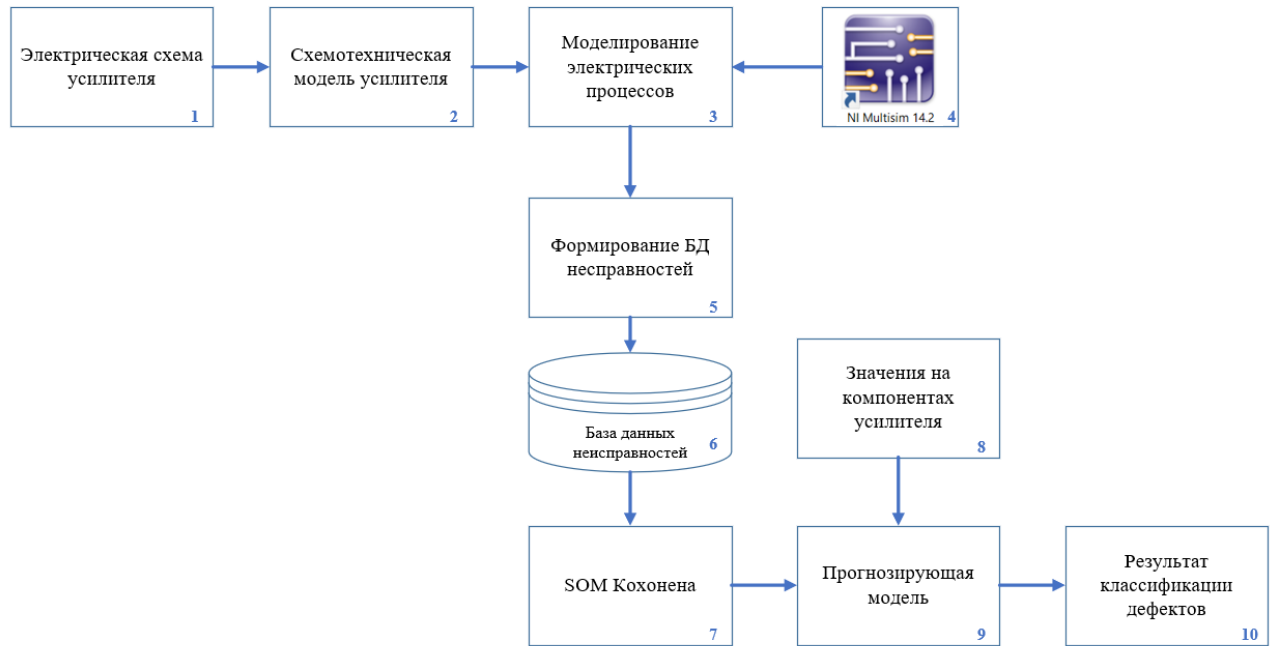 Электрическая схема
усилителя
1
Схемотехническая
модель усилителя
2
Моделирование
электрических
процессов
3
NI Multisim 14.2
4
Формирование БД
несправностей
5
База данных
неисправностей
6
Значения на
компонентах
усилителя
8
SOM Кохонена
7
Прогнозирующая
модель
9
Результат
классификации
дефектов
10